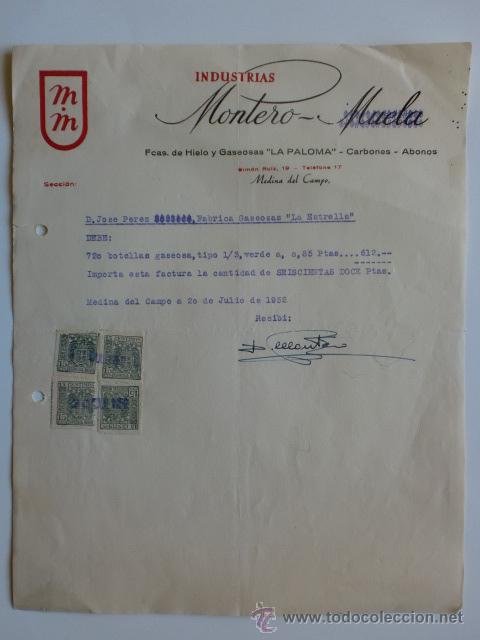 m.m
INDUSTRIAS
Montero-Muela
Fcas. de Hielo y Gaseosas "LA PALOMA" - Carbones - Abonos
Simón Ruiz, 19 - Teléfono 17
Medina del Campo,
Sección:
D. Jose Perez , Fabrica Gaseosas "La Estrella"
DEBE:
720 botellas gaseosa, tipo 1/3, verde a, o,85 Ptas....612,--
Importa esta factura la cantidad de SEISCIENTAS DOCE Ptas.
Medina del Campo a 20 de Julio de 1952
Recibi:
D. Montero
todocoleccion
www.todocoleccion.net